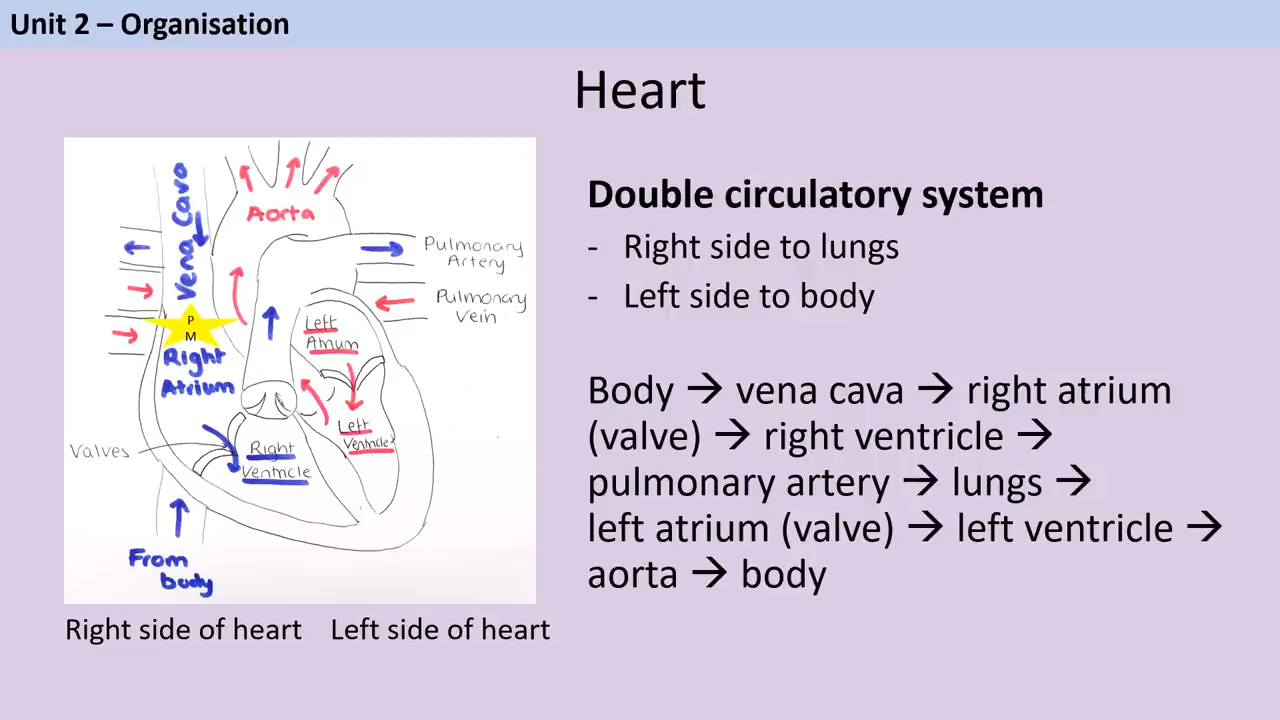 Unit 2 – Organisation
Heart
Vena Cava
Aorta
Pulmonary
Artery
Pulmonary
Vein
P
M
Left
Atrium
Right
Atrium
Left
Ventricle
Valves
Right
Ventricle
From
body
Right side of heart
Left side of heart
Double circulatory system
- Right side to lungs
- Left side to body
Body → vena cava → right atrium
(valve) → right ventricle →
pulmonary artery → lungs →
left atrium (valve) → left ventricle →
aorta → body